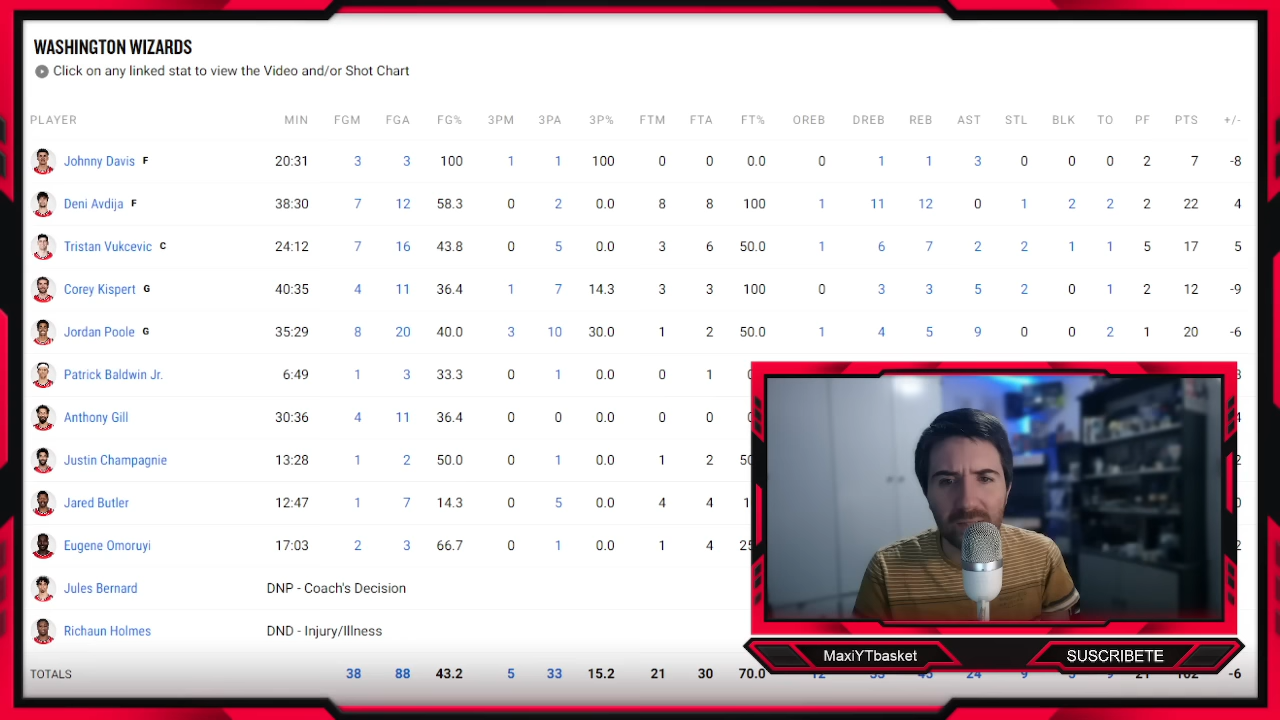 WASHINGTON WIZARDS
Click on any linked stat to view the Video and/or Shot Chart
PLAYER MIN FGM FGA FG% 3PM 3PA 3P% FTM FTA FT% OREB DREB REB AST STL BLK TO PF PTS +/-
Johnny Davis F 20:31 3 3 100 1 1 100 0 0 0.0 0 1 1 3 0 0 0 2 7 -8
Deni Avdija F 38:30 7 12 58.3 0 2 0.0 8 8 100 1 11 12 0 1 2 2 2 22 4
Tristan Vukcevic C 24:12 7 16 43.8 0 5 0.0 3 6 50.0 1 6 7 2 2 1 1 5 17 5
Corey Kispert G 40:35 4 11 36.4 1 7 14.3 3 3 100 0 3 3 5 2 0 1 2 12 -9
Jordan Poole G 35:29 8 20 40.0 3 10 30.0 1 2 50.0 1 4 5 9 0 0 2 1 20 -6
Patrick Baldwin Jr. 6:49 1 3 33.3 0 1 0.0 0 1
Anthony Gill 30:36 4 11 36.4 0 0 0.0 0 0
Justin Champagnie 13:28 1 2 50.0 0 1 0.0 1 2
Jared Butler 12:47 1 7 14.3 0 5 0.0 4 4
Eugene Omoruyi 17:03 2 3 66.7 0 1 0.0 1 4
Jules Bernard DNP - Coach's Decision
Richaun Holmes DND - Injury/Illness
MaxiYTbasket SUSCRIBETE
TOTALS 38 88 43.2 5 33 15.2 21 30 70.0 -6